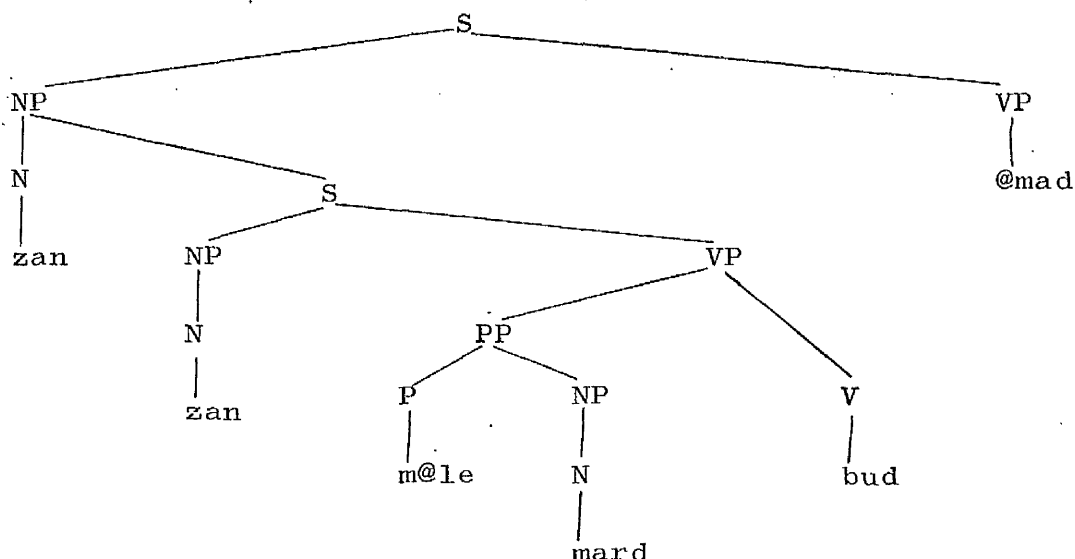 S
NP VP
N S @mad
zan NP VP
N PP
zan P NP V
m@le N bud
mard